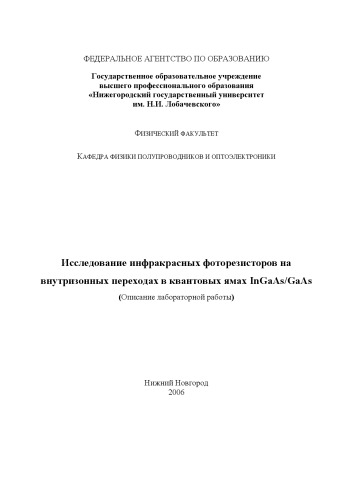 ФЕДЕРАЛЬНОЕ АГЕНТСТВО ПО ОБРАЗОВАНИЮ
Государственное образовательное учреждение
высшего профессионального образования
«Нижегородский государственный университет
им. Н.И. Лобачевского»
ФИЗИЧЕСКИЙ ФАКУЛЬТЕТ
КАФЕДРА ФИЗИКИ ПОЛУПРОВОДНИКОВ И ОПТОЭЛЕКТРОНИКИ
Исследование инфракрасных фоторезисторов на
внутризонных переходах в квантовых ямах InGaAs/GaAs
(Описание лабораторной работы)
Нижний Новгород
2006